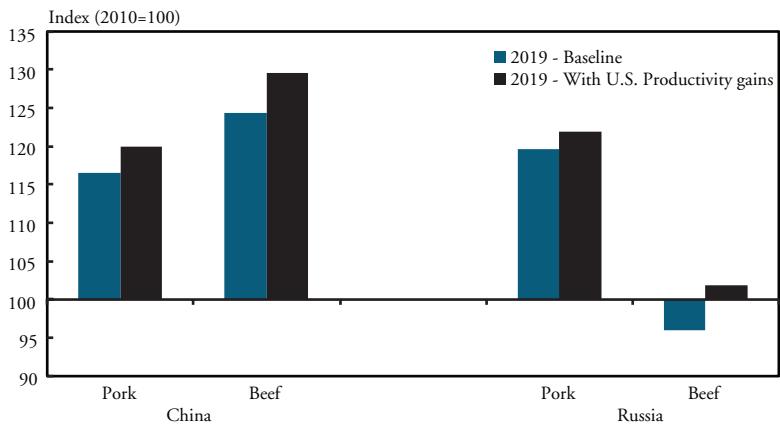 Index (2010=100)
135
130
125
120
115
110
105
100
95
90
2019 - Baseline
2019 - With U.S. Productivity gains
Pork Beef Pork Beef
China Russia